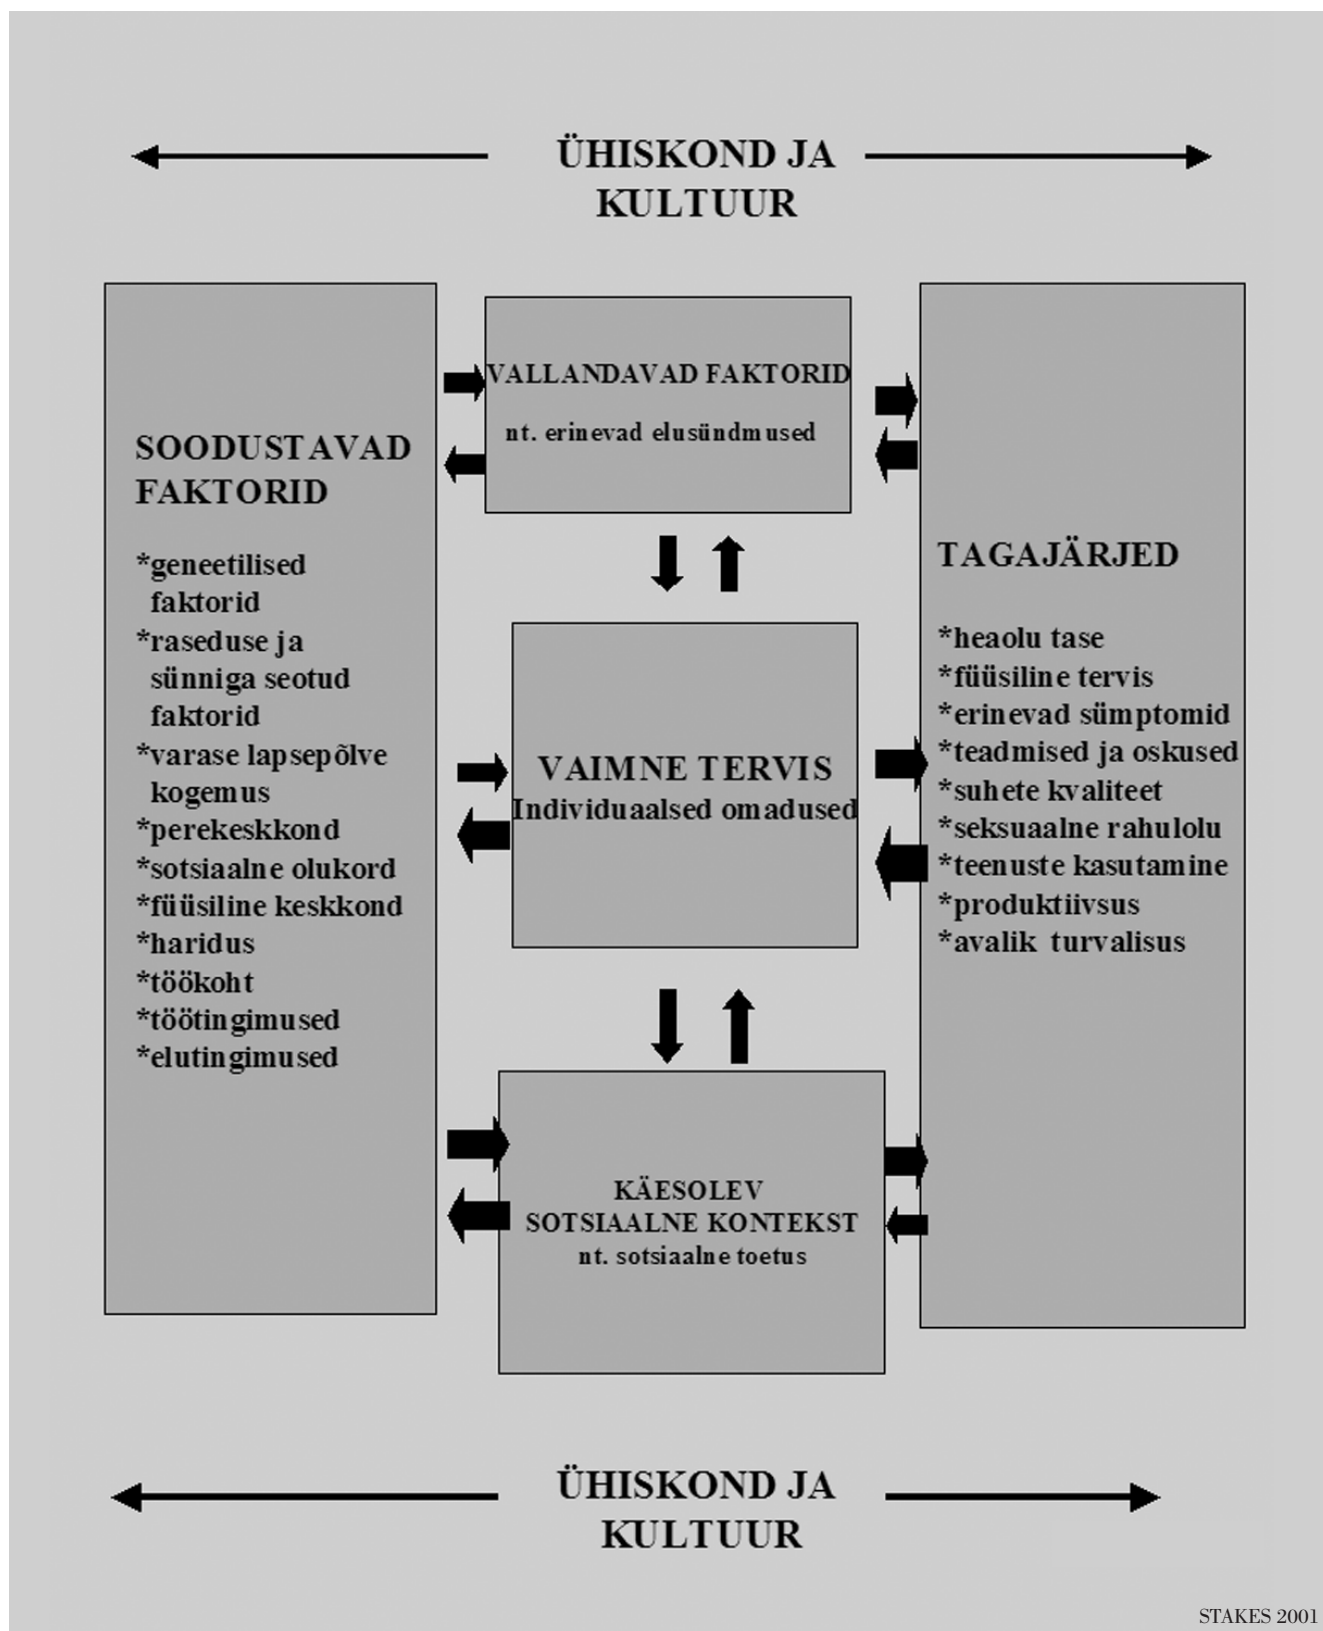 ÜHISKOND JA
KULTUUR
SOODUSTAVAD
FAKTORID
*geneetilised
faktorid
*raseduse ja
sünniga seotud
faktorid
*varase lapsepõlve
kogemus
*perekeskkond
*sotsiaalne olukord
*füüsiline keskkond
*haridus
*töökoht
*töötingimused
*elutingimused
VALLANDAVAD FAKTORID
nt. erinevad elusündmused
VAIMNE TERVIS
Individuaalsed omadused
KÄESOLEV
SOTSIAALNE KONTEKST
nt. sotsiaalne toetus
TAGAJÄRJED
*heaolu tase
*füüsiline tervis
*erinevad sümptomid
*teadmised ja oskused
*suhete kvaliteet
*seksuaalne rahulolu
*teenuste kasutamine
*produktiivsus
*avalik turvalisus
ÜHISKOND JA
KULTUUR
STAKES 2001